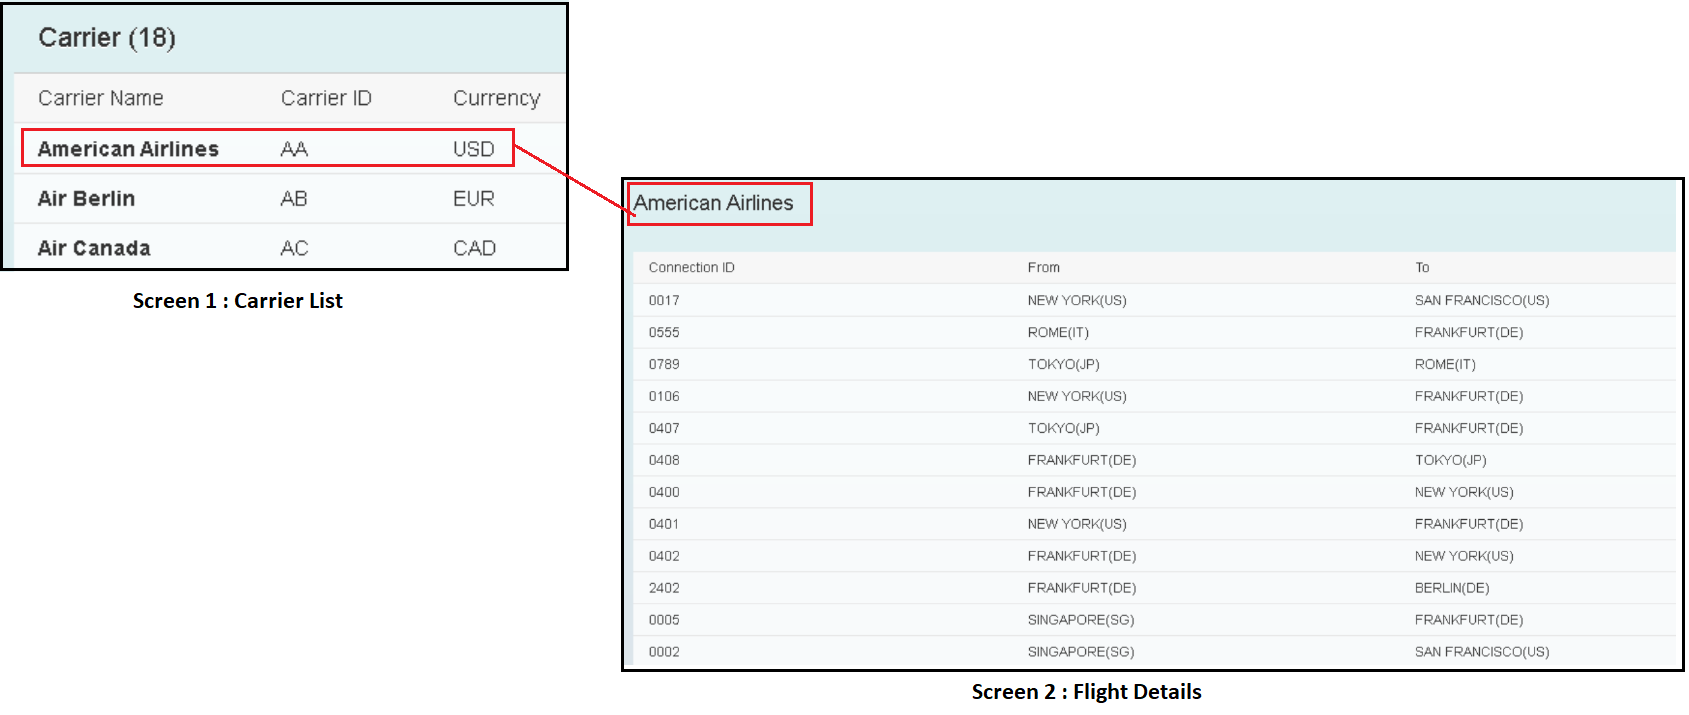 Carrier (18)
Carrier Name Carrier ID Currency
American Airlines AA USD
Air Berlin AB EUR
Air Canada AC CAD
Screen 1 : Carrier List
American Airlines
Connection ID From To
0017 NEW YORK(US) SAN FRANCISCO(US)
0555 ROME(IT) FRANKFURT(DE)
0789 TOKYO(JP) ROME(IT)
0106 NEW YORK(US) FRANKFURT(DE)
0407 TOKYO(JP) FRANKFURT(DE)
0408 FRANKFURT(DE) TOKYO(JP)
0400 FRANKFURT(DE) NEW YORK(US)
0401 NEW YORK(US) FRANKFURT(DE)
0402 FRANKFURT(DE) NEW YORK(US)
2402 FRANKFURT(DE) BERLIN(DE)
0005 SINGAPORE(SG) FRANKFURT(DE)
0002 SINGAPORE(SG) SAN FRANCISCO(US)
Screen 2 : Flight Details